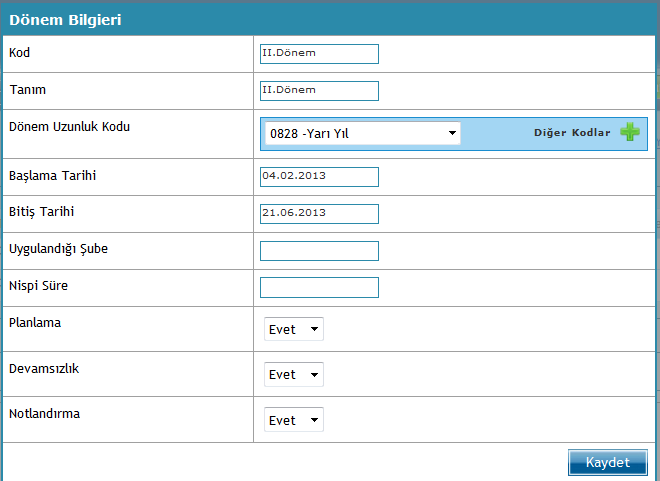 Dönem Bilgieri
Kod II.Dönem
Tanım II.Dönem
Dönem Uzunluk Kodu 0828 -Yarı Yıl Diğer Kodlar
Başlama Tarihi 04.02.2013
Bitiş Tarihi 21.06.2013
Uygulandığı Şube
Nispi Süre
Planlama Evet
Devamsızlık Evet
Notlandırma Evet
Kaydet